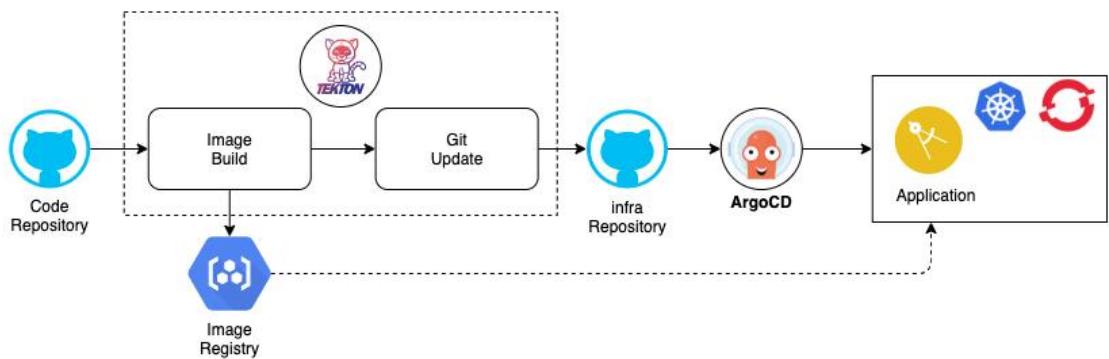 TEKTON
Image
Build
Git
Update
Code
Repository
infra
Repository
ArgoCD
Application
Image
Registry